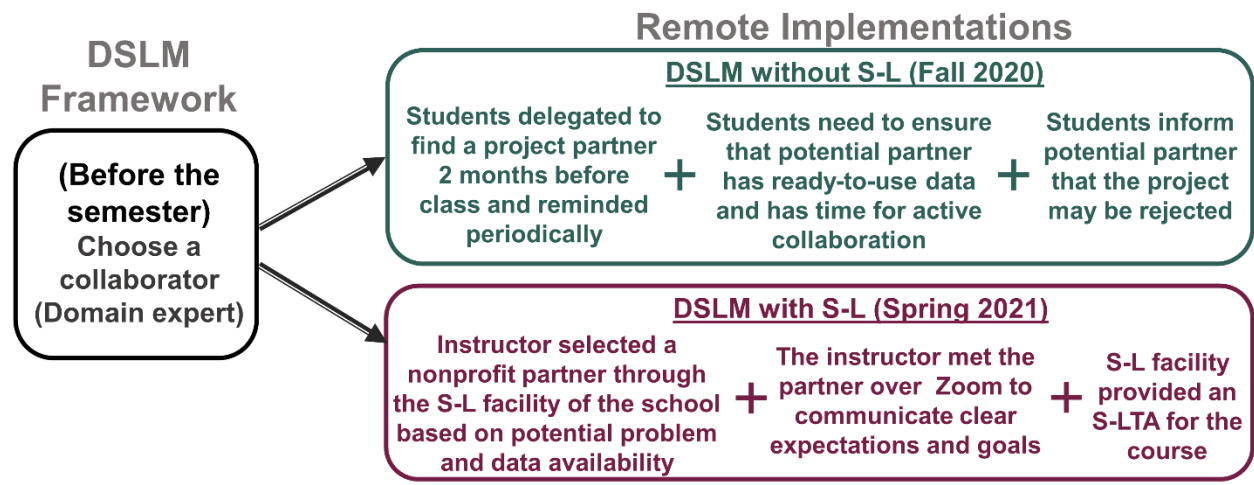 DSLM
Framework
(Before the
semester)
Choose a
collaborator
(Domain expert)
Remote Implementations
DSLM without S-L (Fall 2020)
Students delegated to
find a project partner
2 months before
class and reminded
periodically
+
Students need to ensure
that potential partner
has ready-to-use data
and has time for active
collaboration
+
Students inform
potential partner
that the project
may be rejected
DSLM with S-L (Spring 2021)
Instructor selected a
nonprofit partner through
the S-L facility of the school
based on potential problem
and data availability
+
The instructor met the
partner over Zoom to
communicate clear
expectations and goals
+
S-L facility
provided an
S-LTA for the
course